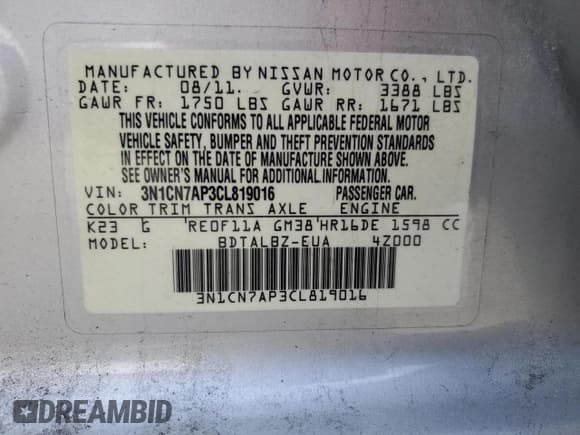 MANUFACTURED BY NISSAN MOTOR CO., LTD.
DATE: 08/11. GVWR: 3388 LBS
GAWR FR: 1750 LBS GAWR RR: 1671 LBS
THIS VEHICLE CONFORMS TO ALL APPLICABLE FEDERAL MOTOR
VEHICLE SAFETY, BUMPER AND THEFT PREVENTION STANDARDS
IN EFFECT ON THE DATE OF MANUFACTURE SHOWN ABOVE.
SEE OWNER'S MANUAL FOR ADDITIONAL INFORMATION.
VIN: 3N1CN7AP3CL819016 PASSENGER CAR.
COLOR TRIM TRANS AXLE ENGINE
K23 G 'RE0F11A GM38'HR16DE 1598 CC
MODEL: BDTALBZ-EUA 4Z000
3N1CN7AP3CL819016
DREAMBID